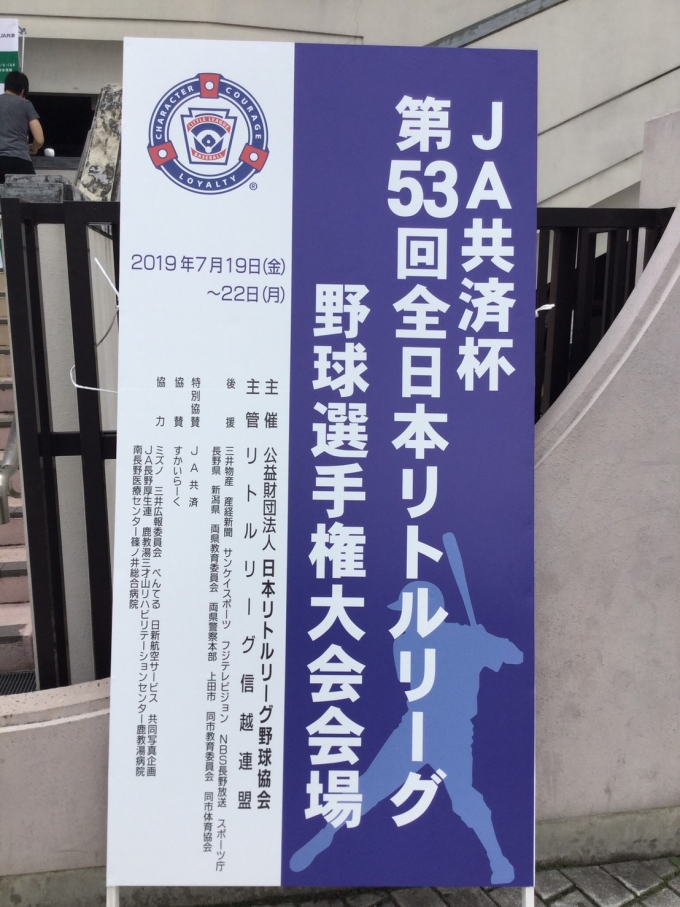 JA共済杯
第53回全日本リトルリーグ
野球選手権大会会場
CHARACTER COURAGE LOYALTY
LITTLE LEAGUE
BASEBALL
®
2019年7月19日(金)
～22日(月)
主催 公益財団法人 日本リトルリーグ野球協会
主管 リトルリーグ信越連盟
後援 三井物産 産経新聞 サンケイスポーツ フジテレビジョン NBS長野放送 スポーツ庁
長野県 新潟県 両県教育委員会 両県警察本部 上田市 同市教育委員会 同市体育協会
特別協賛 JA共済
協賛 すかいらーく
協力 ミズノ 三井広報委員会 ぺんてる 日新航空サービス 共同写真企画
JA長野厚生連 鹿教湯三才山リハビリテーションセンター鹿教湯病院
南長野医療センター篠ノ井総合病院